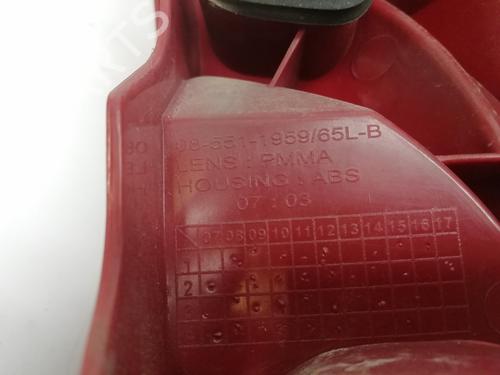 08-551-1959/65L-B
LENS : PMMA
HOUSING : ABS
07 : 03
07 08 09 10 11 12 13 14 15 16 17
1
2